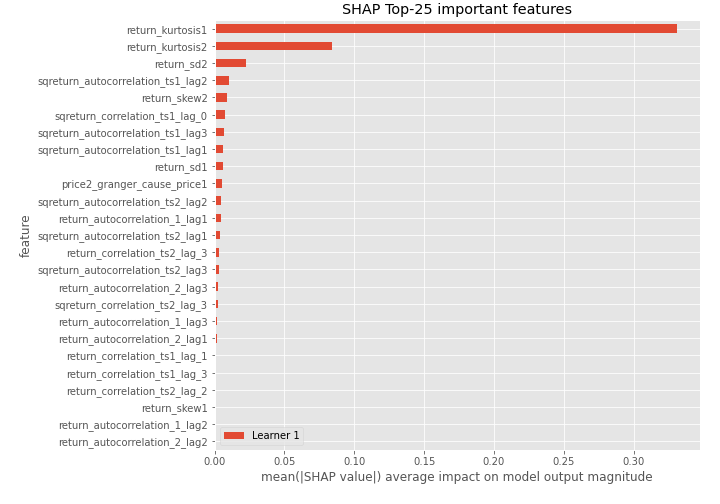 SHAP Top-25 important features
return_kurtosis1
return_kurtosis2
return_sd2
sqreturn_autocorrelation_ts1_lag2
return_skew2
sqreturn_correlation_ts1_lag_0
sqreturn_autocorrelation_ts1_lag3
sqreturn_autocorrelation_ts1_lag1
return_sd1
price2_granger_cause_price1
sqreturn_autocorrelation_ts2_lag2
return_autocorrelation_1_lag1
sqreturn_autocorrelation_ts2_lag1
return_correlation_ts2_lag_3
sqreturn_autocorrelation_ts2_lag3
return_autocorrelation_2_lag3
sqreturn_correlation_ts2_lag_3
return_autocorrelation_1_lag3
return_autocorrelation_2_lag1
return_correlation_ts1_lag_1
return_correlation_ts1_lag_3
return_correlation_ts2_lag_2
return_skew1
return_autocorrelation_1_lag2
return_autocorrelation_2_lag2
feature
Learner 1
0.00 0.05 0.10 0.15 0.20 0.25 0.30
mean(|SHAP value|) average impact on model output magnitude